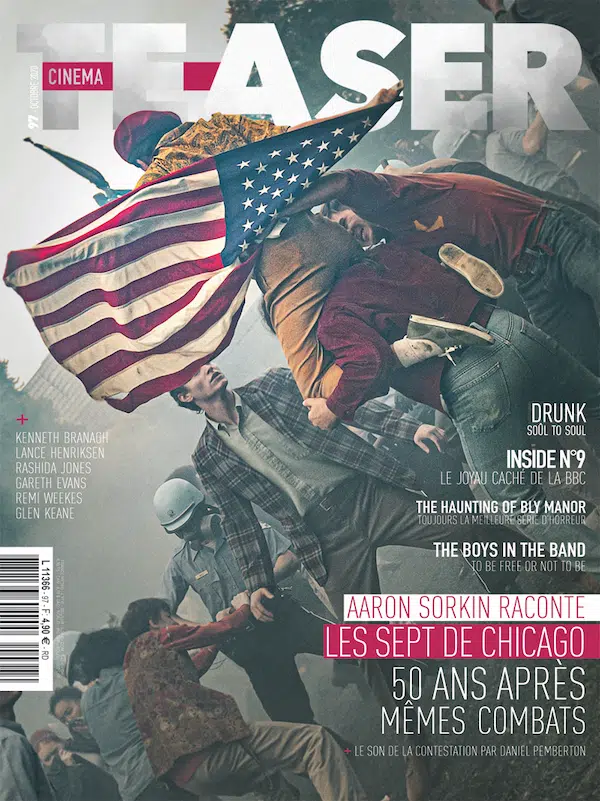 TEASER
CINEMA
97 OCTOBRE 2020
+
KENNETH BRANAGH
LANCE HENRIKSEN
RASHIDA JONES
GARETH EVANS
REMI WEEKES
GLEN KEANE
DRUNK
SOUL TO SOUL
INSIDE N°9
LE JOYAU CACHÉ DE LA BBC
THE HAUNTING OF BLY MANOR
TOUJOURS LA MEILLEURE SÉRIE D'HORREUR
THE BOYS IN THE BAND
TO BE FREE OR NOT TO BE
L 11366 - 97 - F: 4,90 € - RD
AARON SORKIN RACONTE
LES SEPT DE CHICAGO
50 ANS APRÈS
MÊMES COMBATS
+ LE SON DE LA CONTESTATION PAR DANIEL PEMBERTON